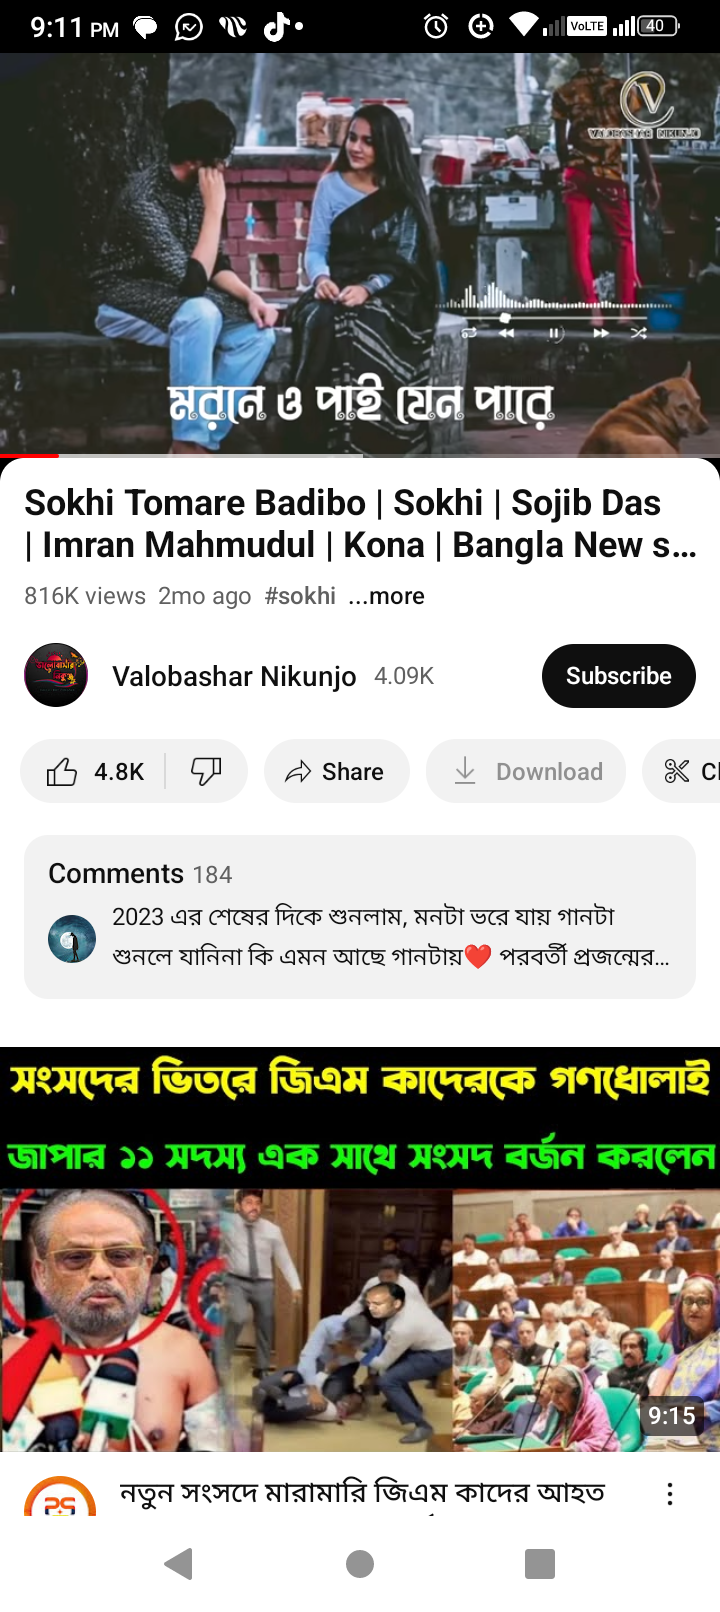 9:11 PM
VoLTE
40
VALOBASHAR NIKUNJO
মরনে ও পাই যেন পারে
Sokhi Tomare Badibo | Sokhi | Sojib Das
| Imran Mahmudul | Kona | Bangla New s...
816K views 2mo ago #sokhi ...more
Valobashar Nikunjo 4.09K
Subscribe
4.8K
Share
Download
Cl
Comments 184
2023 এর শেষের দিকে শুনলাম, মনটা ভরে যায় গানটা
শুনলে যানিনা কি এমন আছে গানটায়❤️ পরবর্তী প্রজন্মের...
সংসদের ভিতরে জিএম কাদেরকে গণধোলাই
জাপার ১১ সদস্য এক সাথে সংসদ বর্জন করলেন
9:15
নতুন সংসদে মারামারি জিএম কাদের আহত